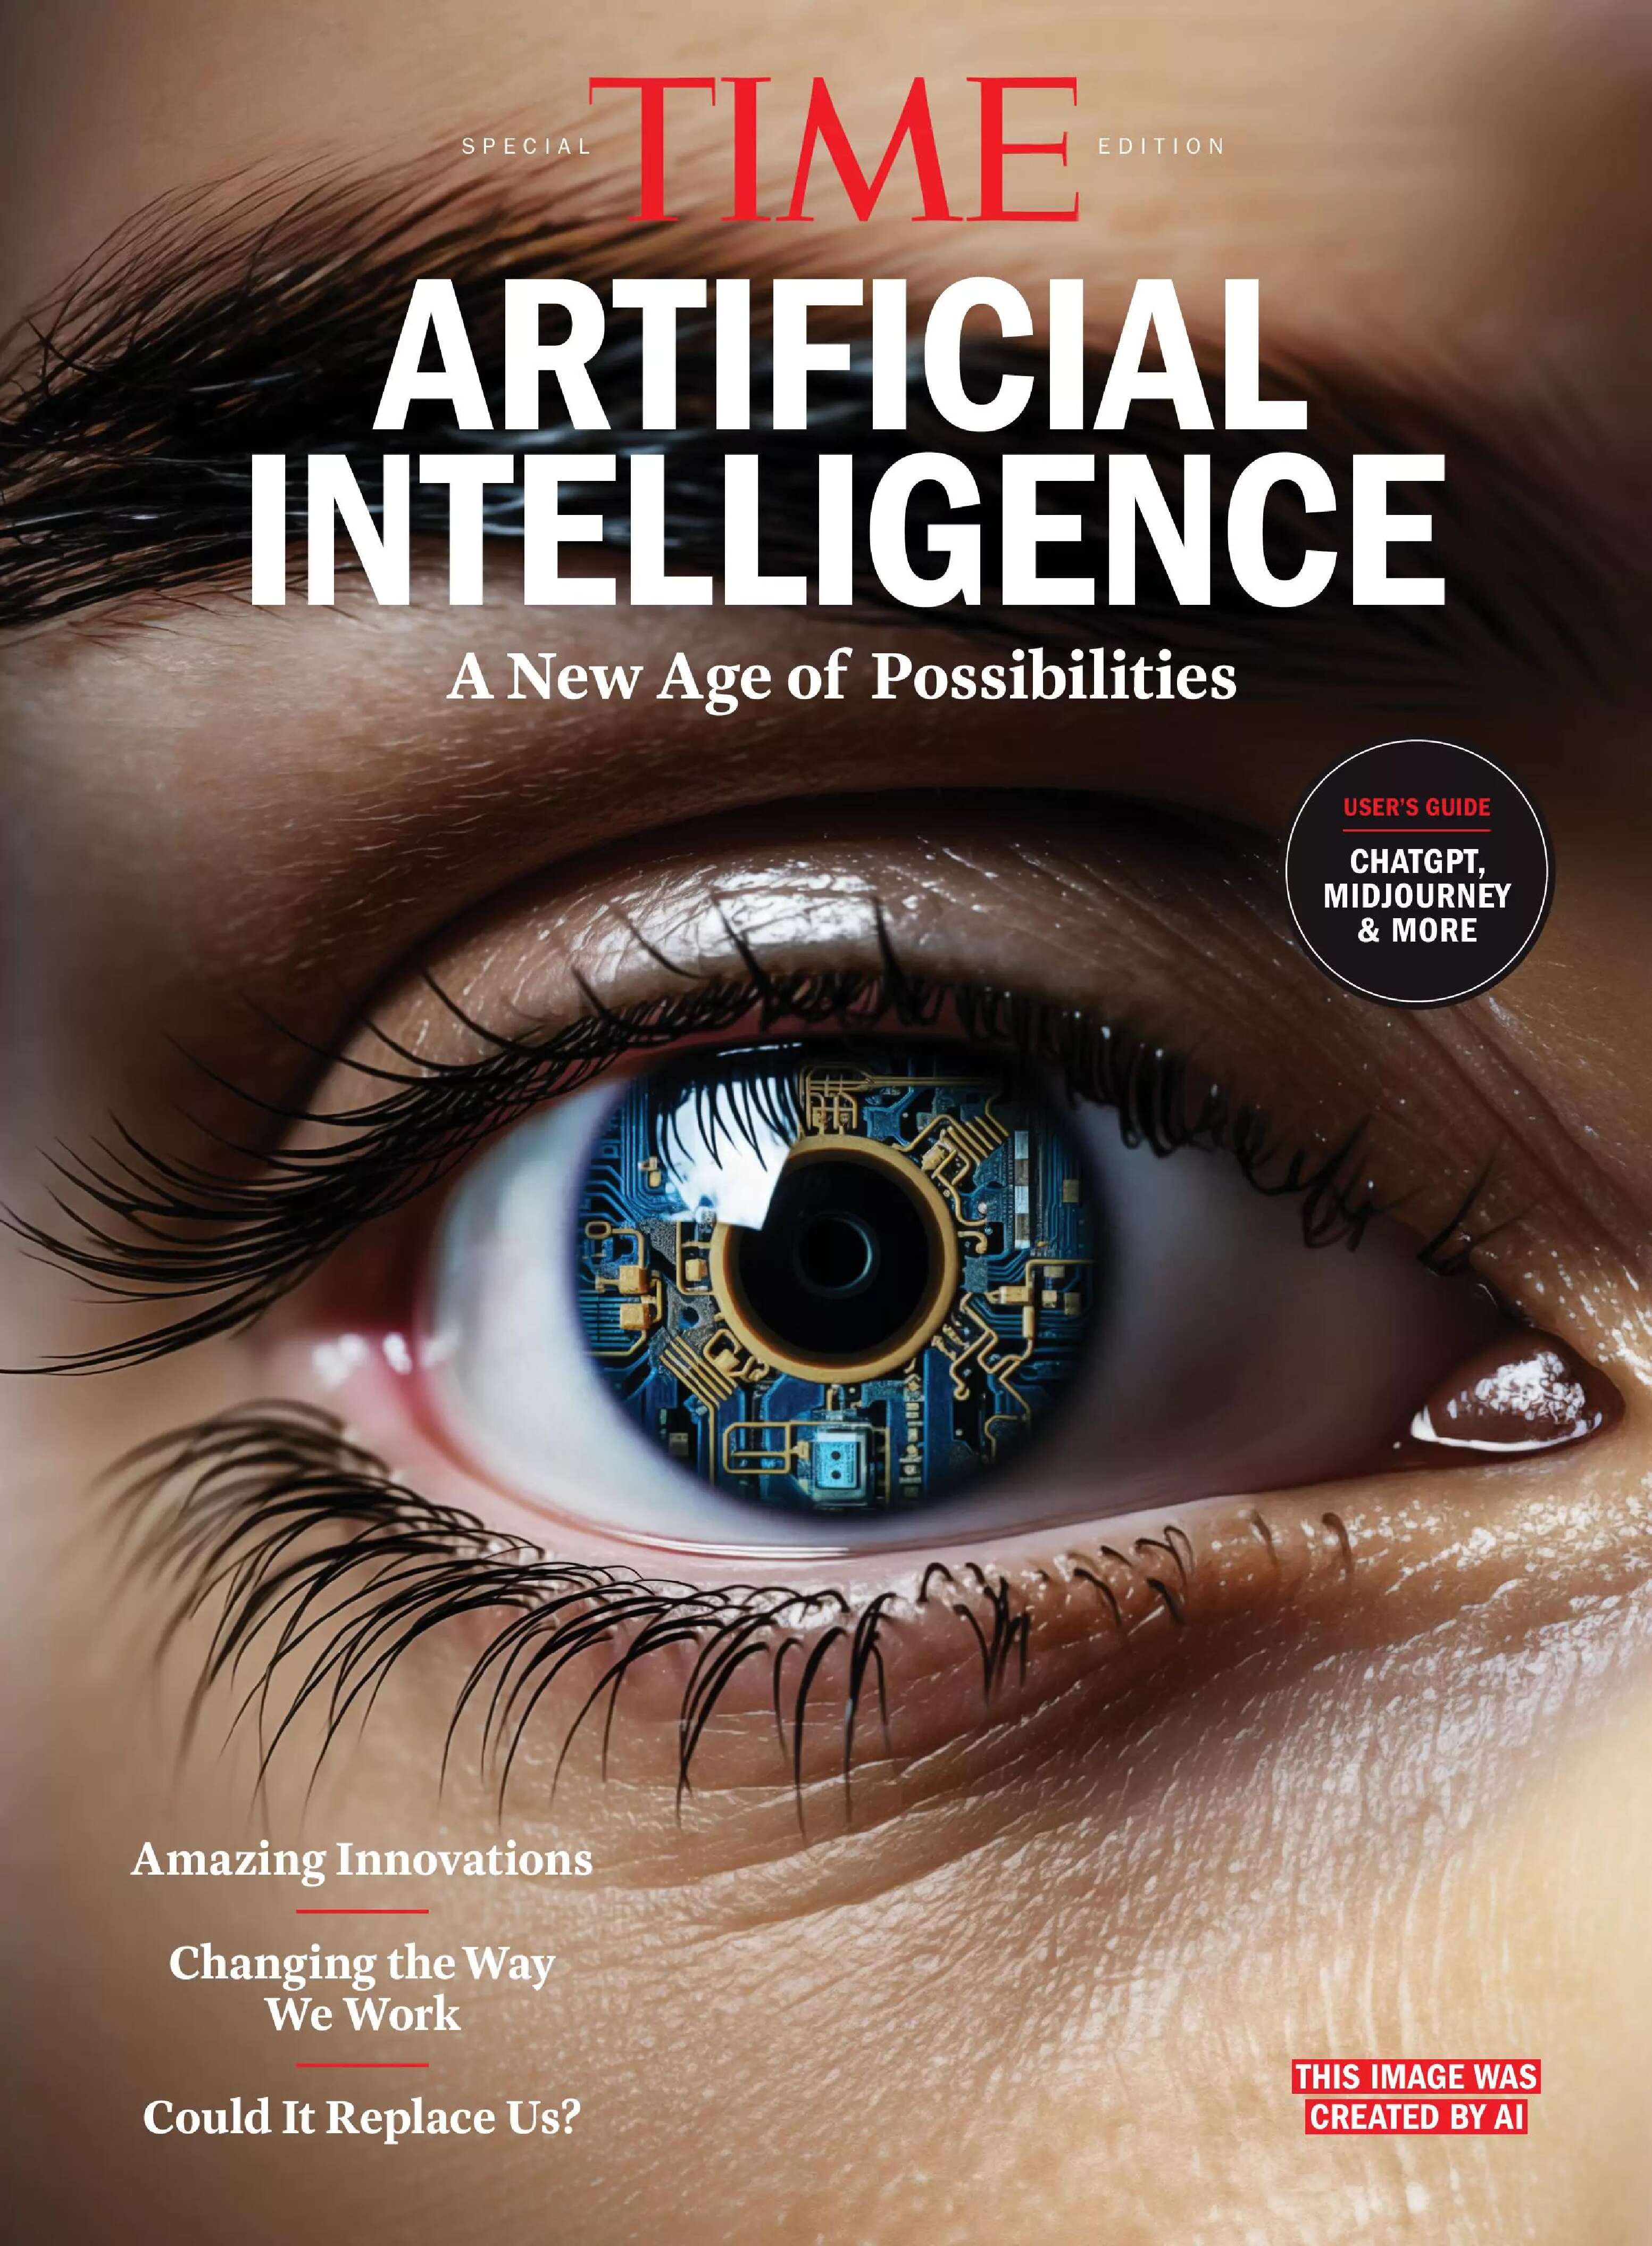 SPECIAL TIME EDITION
ARTIFICIAL
INTELLIGENCE
A New Age of Possibilities
USER'S GUIDE
CHATGPT,
MIDJOURNEY
& MORE
Amazing Innovations
Changing the Way
We Work
Could It Replace Us?
THIS IMAGE WAS
CREATED BY AI